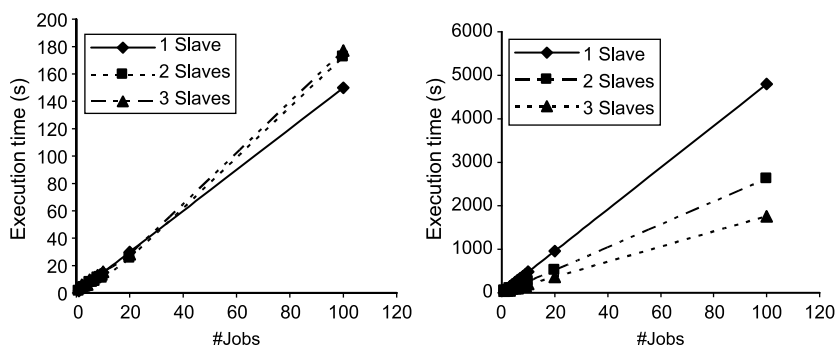 200
180
160
140
120
100
80
60
40
20
0
Execution time (s)
1 Slave
2 Slaves
3 Slaves
0 20 40 60 80 100 120
#Jobs
6000
5000
4000
3000
2000
1000
0
Execution time (s)
1 Slave
2 Slaves
3 Slaves
0 20 40 60 80 100 120
#Jobs